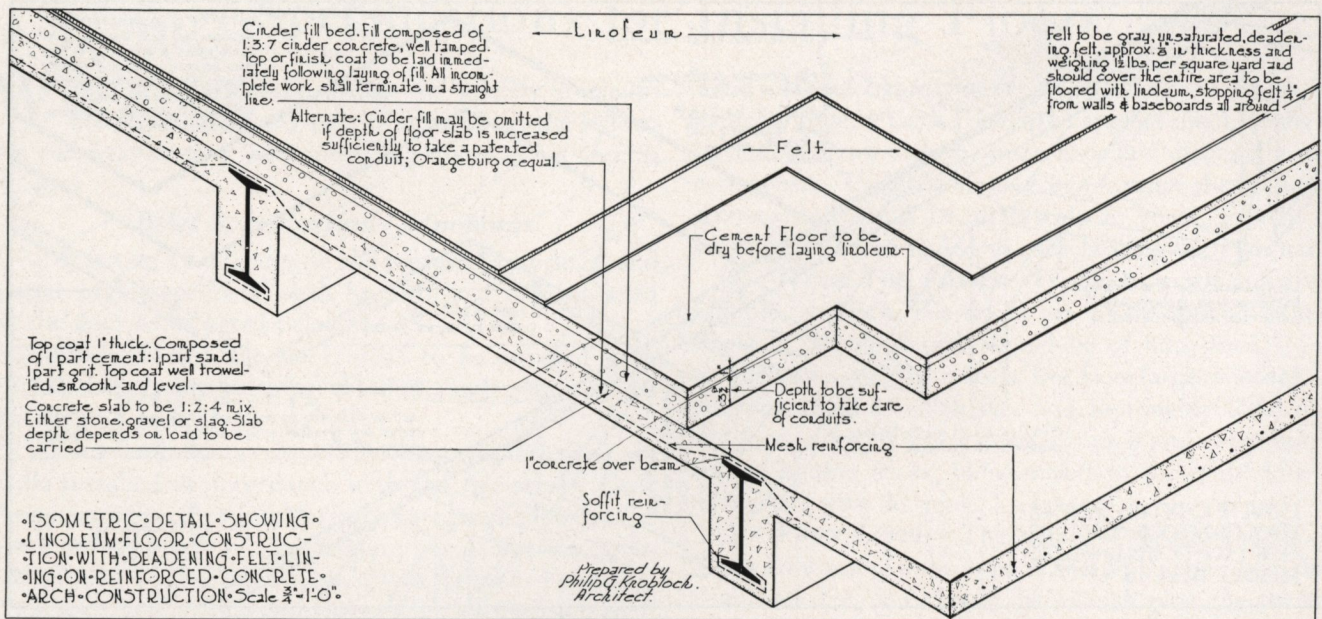 Cinder fill bed. Fill composed of
1:3:7 cinder concrete, well tamped.
Top or finish coat to be laid immed-
iately following laying of fill. All incom-
plete work shall terminate in a straight
line.
Linoleum
Felt to be gray, unsaturated, deaden-
ing felt, approx. 1/8" in thickness and
weighing 1 1/2 lbs. per square yard and
should cover the entire area to be
floored with linoleum, stopping felt 1/4"
from walls & baseboards all around
Alternate: Cinder fill may be omitted
if depth of floor slab is increased
sufficiently to take a patented
conduit; Orangeburg or equal.
Felt
Cement Floor to be
dry before laying linoleum.
Top coat 1" thick. Composed
of 1 part cement: 1 part sand:
1 part grit. Top coat well trowel-
led, smooth and level.
Concrete slab to be 1:2:4 mix.
Either stone, gravel or slag. Slab
depth depends on load to be
carried
Depth to be suf-
ficient to take care
of conduits.
Mesh reinforcing
1" concrete over beam
Soffit rein-
forcing
·ISOMETRIC·DETAIL·SHOWING·
·LINOLEUM·FLOOR·CONSTRUC-
·TION·WITH·DEADENING·FELT·LIN-
·ING·ON·REINFORCED·CONCRETE·
·ARCH·CONSTRUCTION·Scale 3/4"=1'-0"·
Prepared by
Philip G. Knobloch.
Architect.